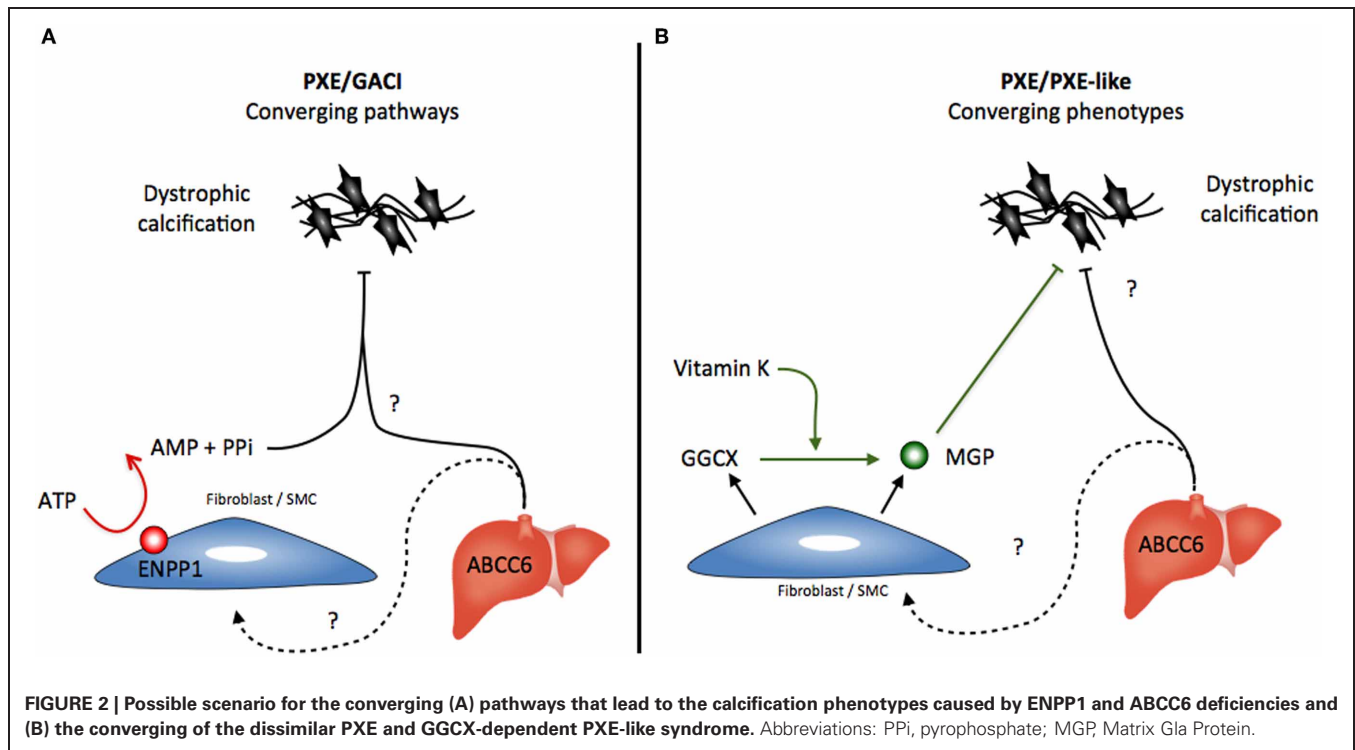 A
PXE/GACI
Converging pathways
Dystrophic
calcification
?
AMP + PPi
ATP
Fibroblast / SMC
ENPP1
ABCC6
?
B
PXE/PXE-like
Converging phenotypes
Dystrophic
calcification
?
Vitamin K
GGCX
MGP
ABCC6
?
Fibroblast / SMC
FIGURE 2 | Possible scenario for the converging (A) pathways that lead to the calcification phenotypes caused by ENPP1 and ABCC6 deficiencies and
(B) the converging of the dissimilar PXE and GGCX-dependent PXE-like syndrome. Abbreviations: PPi, pyrophosphate; MGP, Matrix Gla Protein.